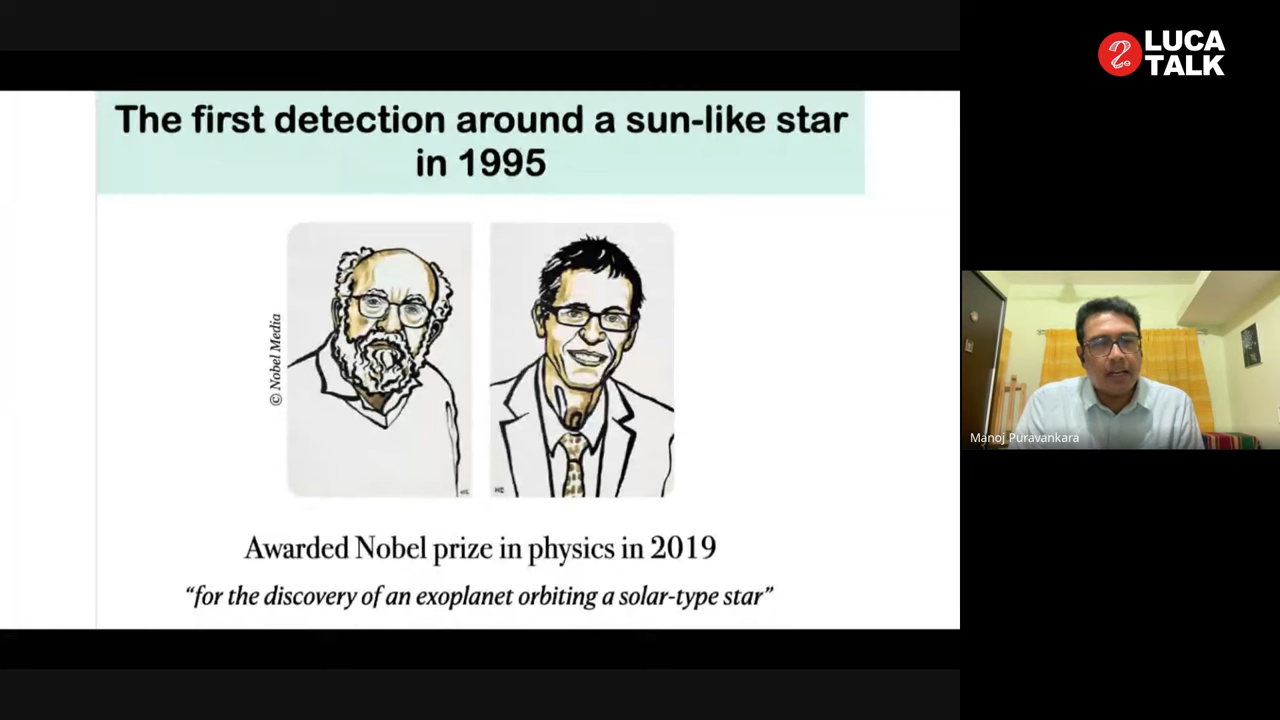 The first detection around a sun-like star
in 1995
© Nobel Media
Awarded Nobel prize in physics in 2019
“for the discovery of an exoplanet orbiting a solar-type star”
LUCA
TALK
Manoj Puravankara